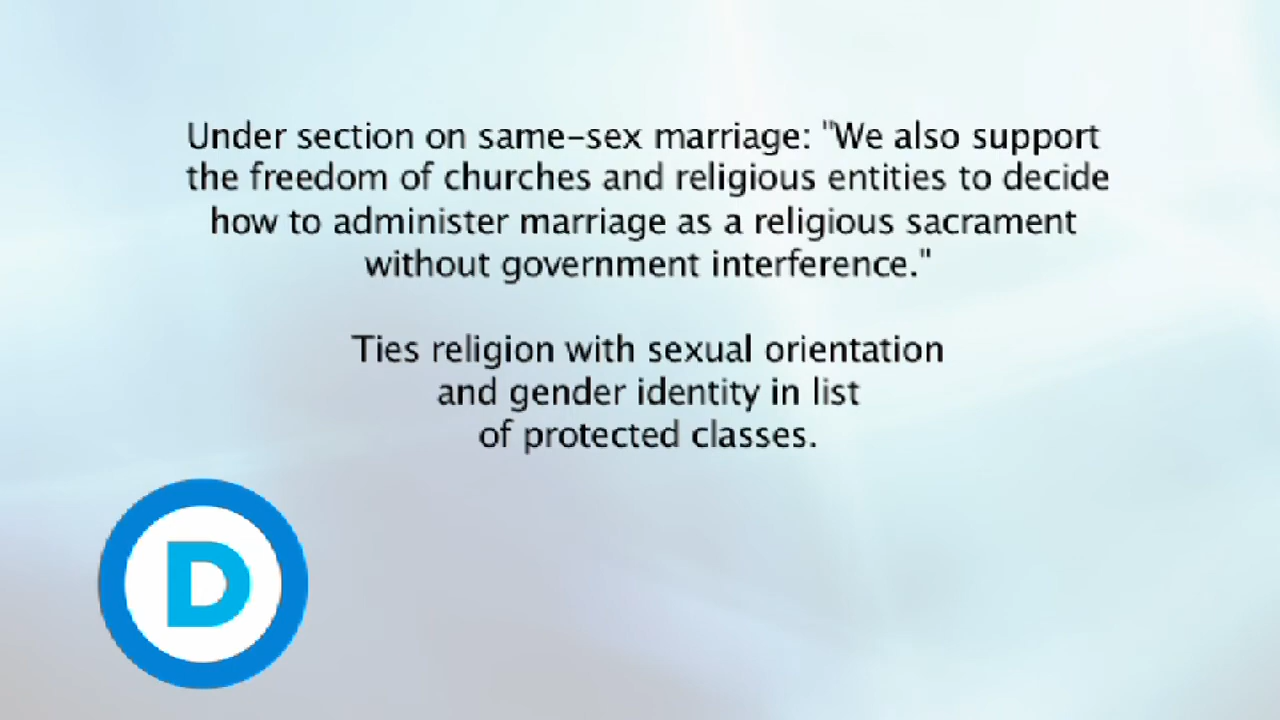 Under section on same-sex marriage: "We also support
the freedom of churches and religious entities to decide
how to administer marriage as a religious sacrament
without government interference."
Ties religion with sexual orientation
and gender identity in list
of protected classes.
D